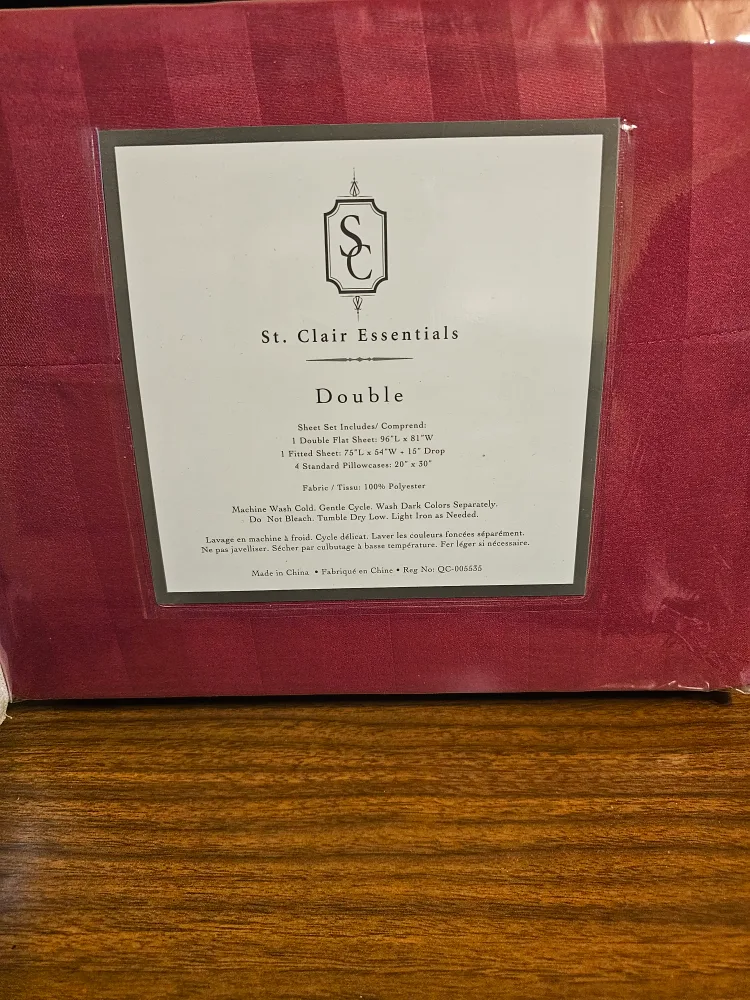 SC
St. Clair Essentials
Double
Sheet Set Includes/ Comprend:
1 Double Flat Sheet: 96"L x 81"W
1 Fitted Sheet: 75"L x 54"W + 15" Drop
4 Standard Pillowcases: 20" x 30"
Fabric / Tissu: 100% Polyester
Machine Wash Cold. Gentle Cycle. Wash Dark Colors Separately.
Do Not Bleach. Tumble Dry Low. Light Iron as Needed.
Lavage en machine à froid. Cycle délicat. Laver les couleurs foncées séparément.
Ne pas javelliser. Sécher par culbutage à basse température. Fer léger si nécessaire.
Made in China • Fabriqué en Chine • Reg No: QC-005535